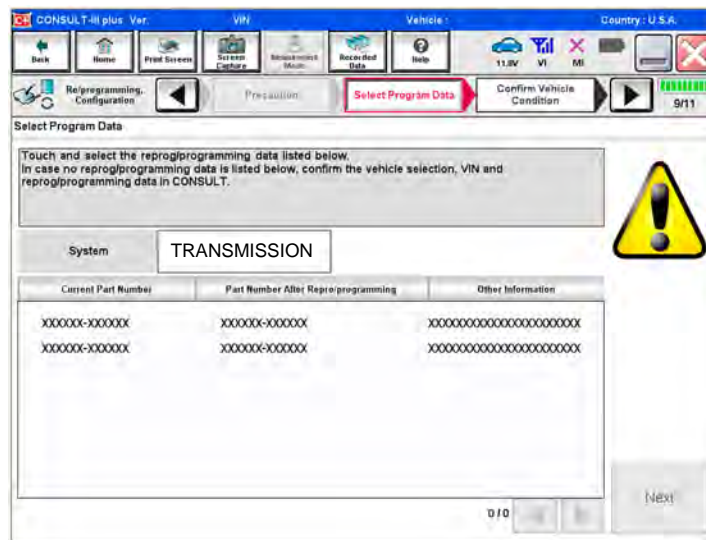 CONSULT-III plus Ver. VIN Vehicle : Country : U.S.A.
Back Home Print Screen Screen Capture Measurement Mode Recorded Data Help 11.8V VI MI
Re/programming, Configuration Precaution Select Program Data Confirm Vehicle Condition 9/11
Select Program Data
Touch and select the reprog/programming data listed below.
In case no reprog/programming data is listed below, confirm the vehicle selection, VIN and
reprog/programming data in CONSULT.
System TRANSMISSION
Current Part Number Part Number After Repro/programming Other Information
XXXXXX-XXXXXX XXXXXX-XXXXXX XXXXXXXXXXXXXXXXXXXXXXX
XXXXXX-XXXXXX XXXXXX-XXXXXX XXXXXXXXXXXXXXXXXXXXXXX
0/0
Next